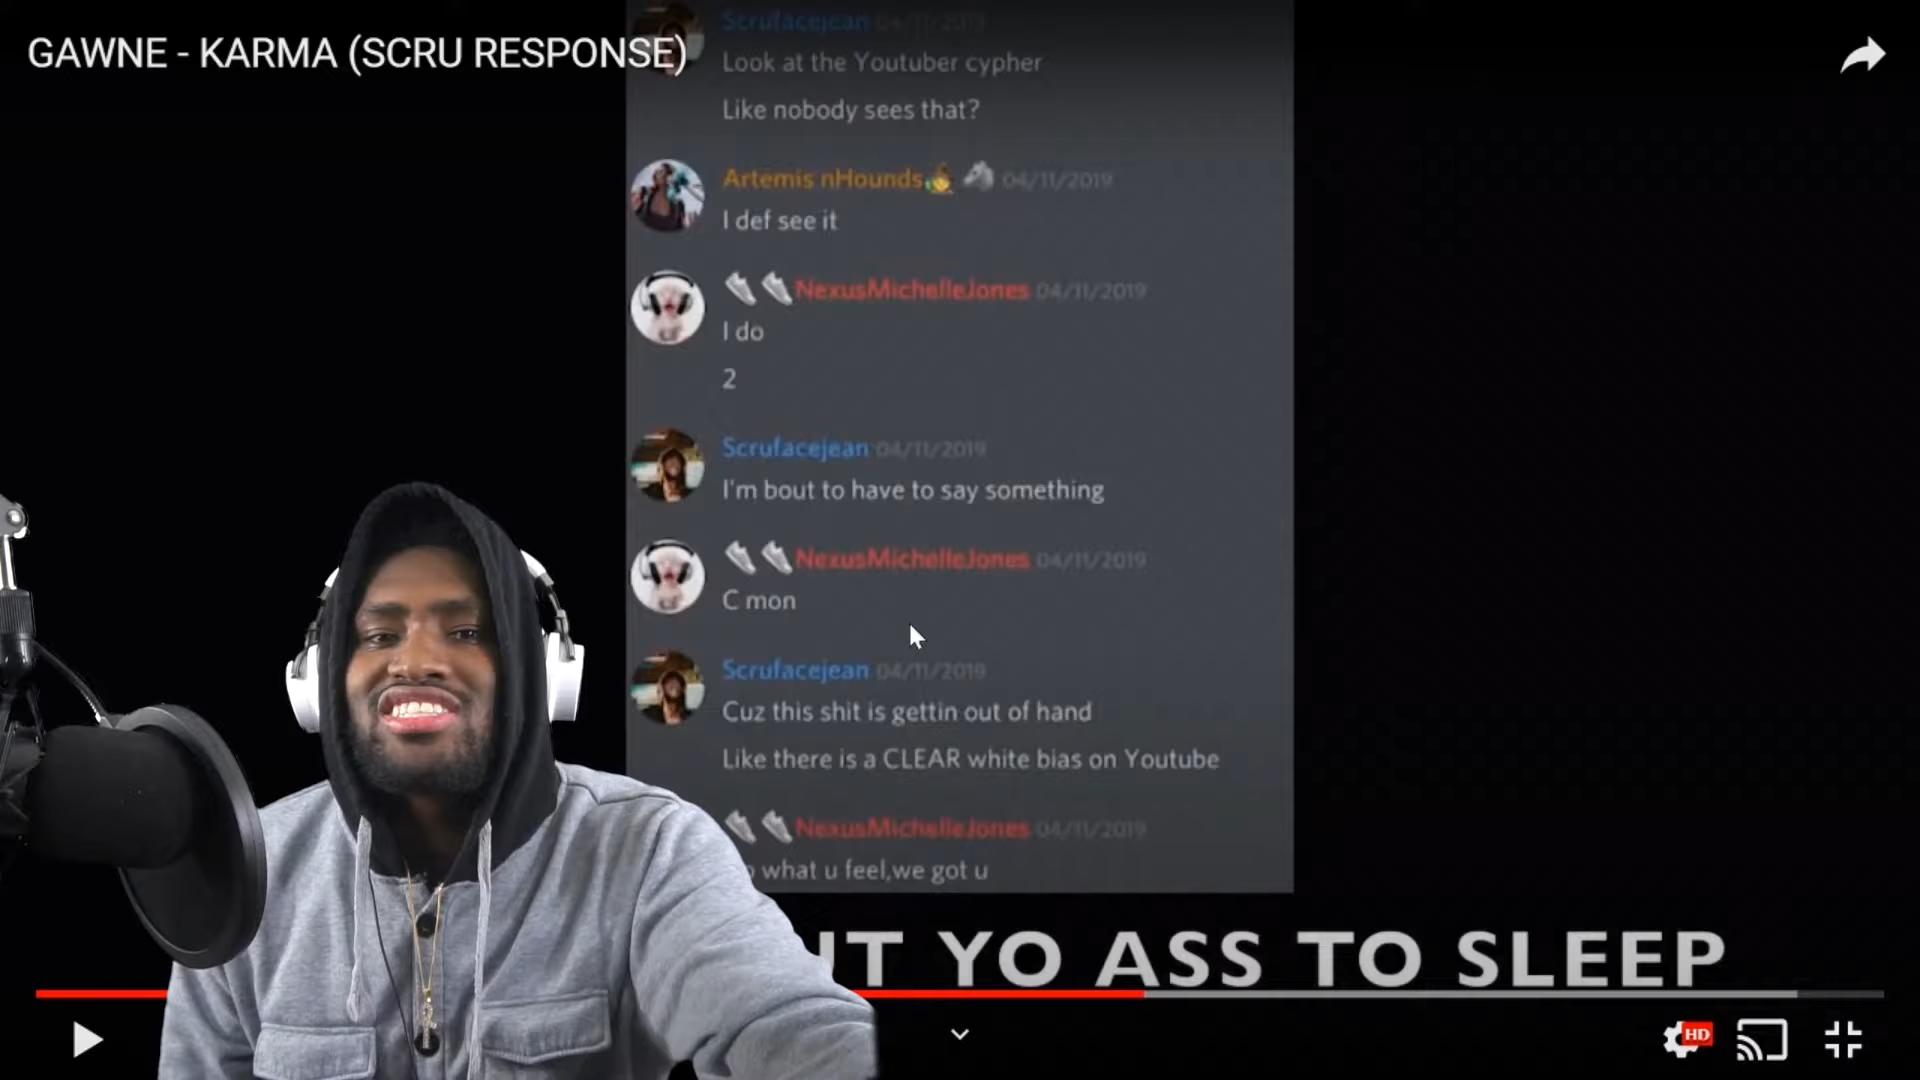 GAWNE - KARMA (SCRU RESPONSE)
Scrufacejean 04/11/2019
Look at the Youtuber cypher
Like nobody sees that?
Artemis nHounds 04/11/2019
I def see it
NexusMichelleJones 04/11/2019
I do
2
Scrufacejean 04/11/2019
I'm bout to have to say something
NexusMichelleJones 04/11/2019
C mon
Scrufacejean 04/11/2019
Cuz this shit is gettin out of hand
Like there is a CLEAR white bias on Youtube
NexusMichelleJones 04/11/2019
what u feel,we got u
YO ASS TO SLEEP
HD